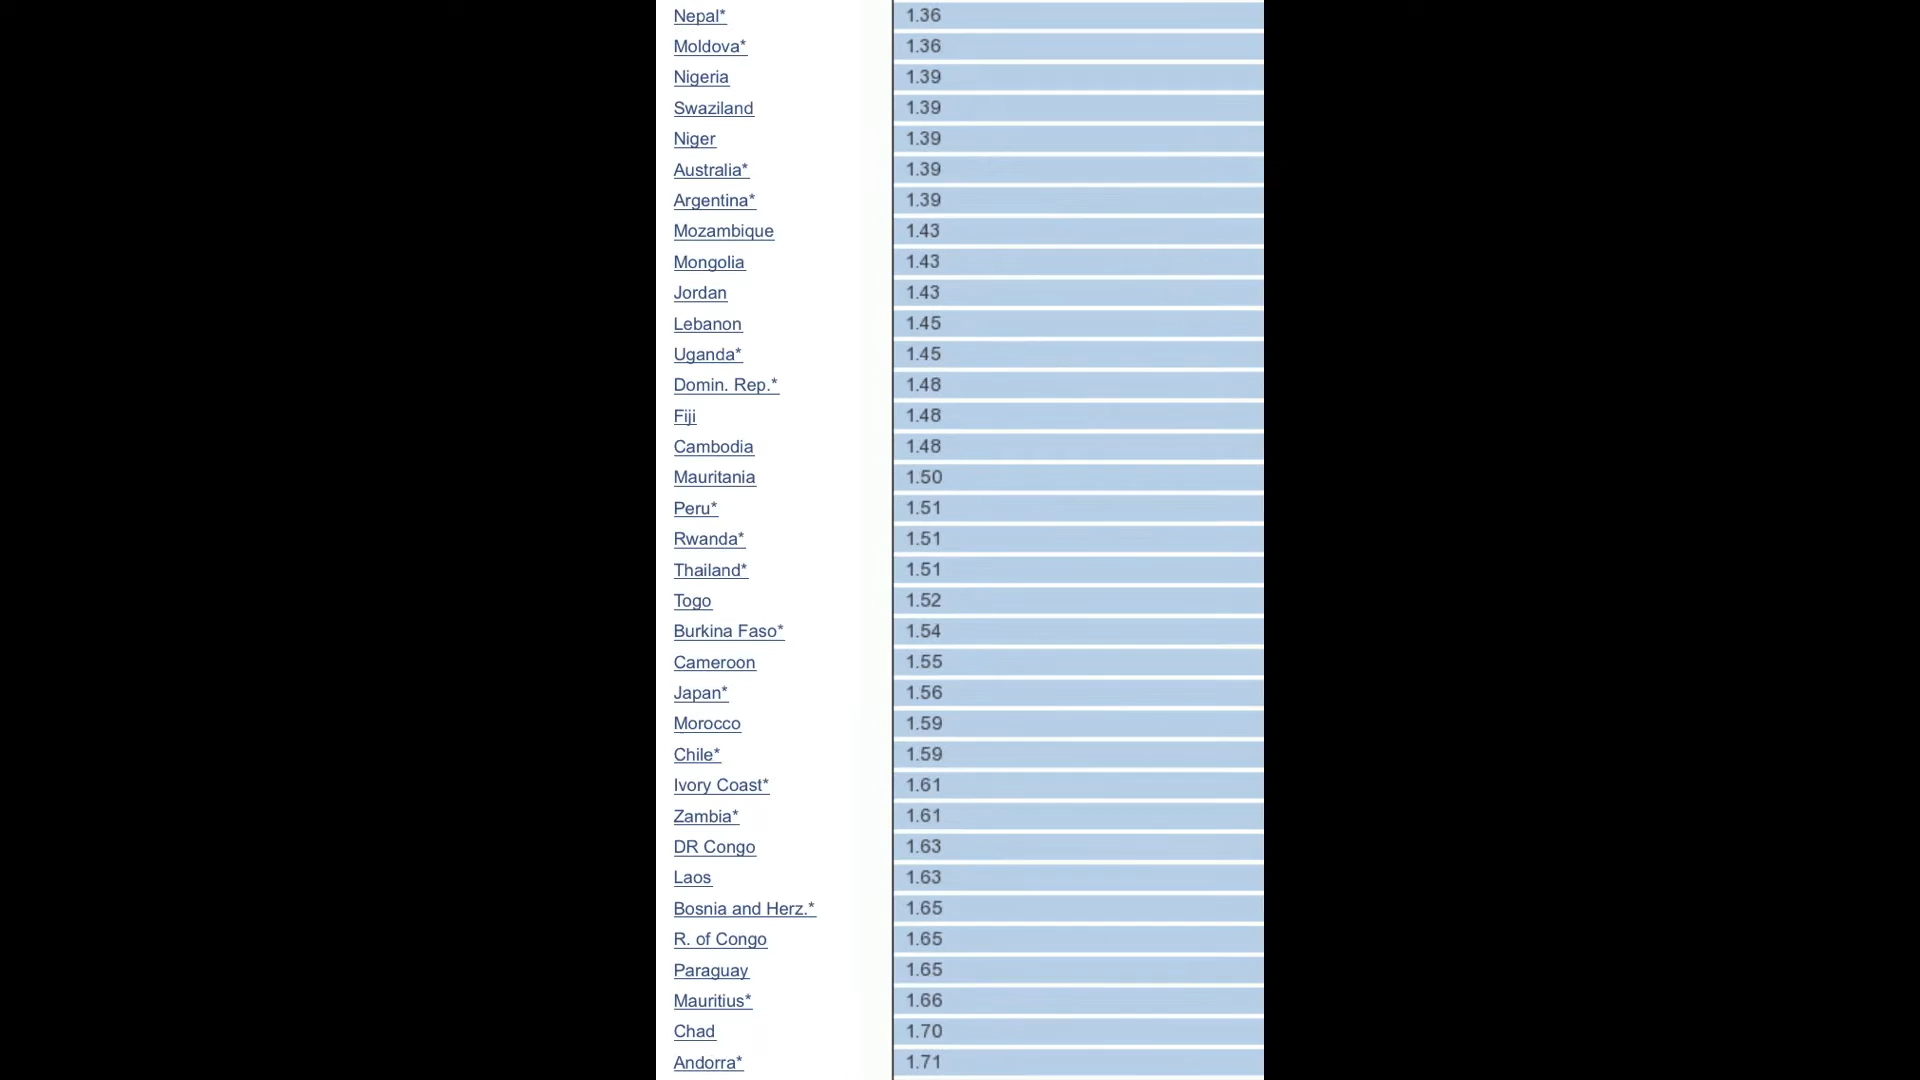 Nepal* 1.36
Moldova* 1.36
Nigeria 1.39
Swaziland 1.39
Niger 1.39
Australia* 1.39
Argentina* 1.39
Mozambique 1.43
Mongolia 1.43
Jordan 1.43
Lebanon 1.45
Uganda* 1.45
Domin. Rep.* 1.48
Fiji 1.48
Cambodia 1.48
Mauritania 1.50
Peru* 1.51
Rwanda* 1.51
Thailand* 1.51
Togo 1.52
Burkina Faso* 1.54
Cameroon 1.55
Japan* 1.56
Morocco 1.59
Chile* 1.59
Ivory Coast* 1.61
Zambia* 1.61
DR Congo 1.63
Laos 1.63
Bosnia and Herz.* 1.65
R. of Congo 1.65
Paraguay 1.65
Mauritius* 1.66
Chad 1.70
Andorra* 1.71